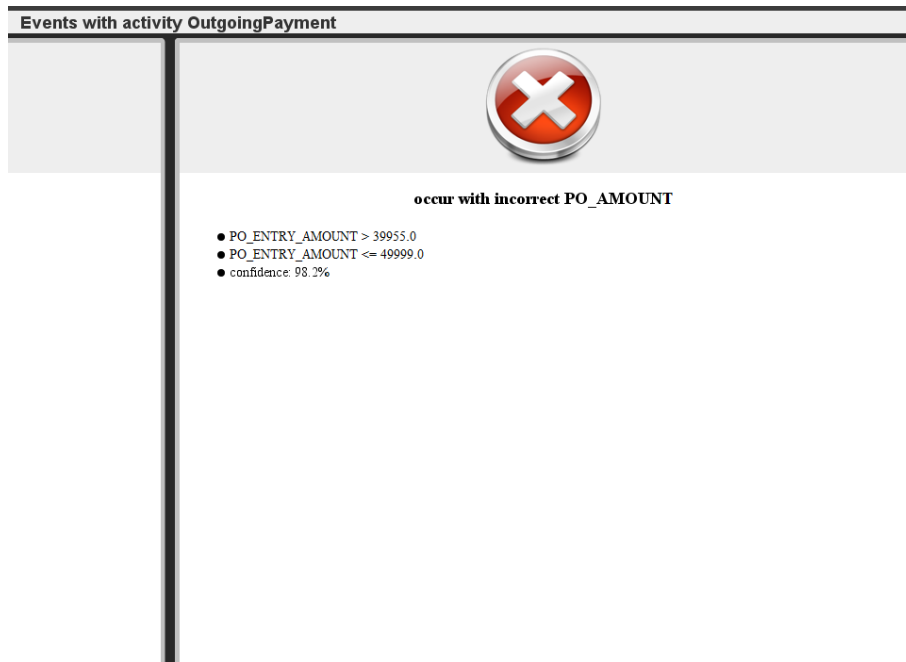 Events with activity OutgoingPayment
occur with incorrect PO_AMOUNT
● PO_ENTRY_AMOUNT > 39955.0
● PO_ENTRY_AMOUNT <= 49999.0
● confidence: 98.2%